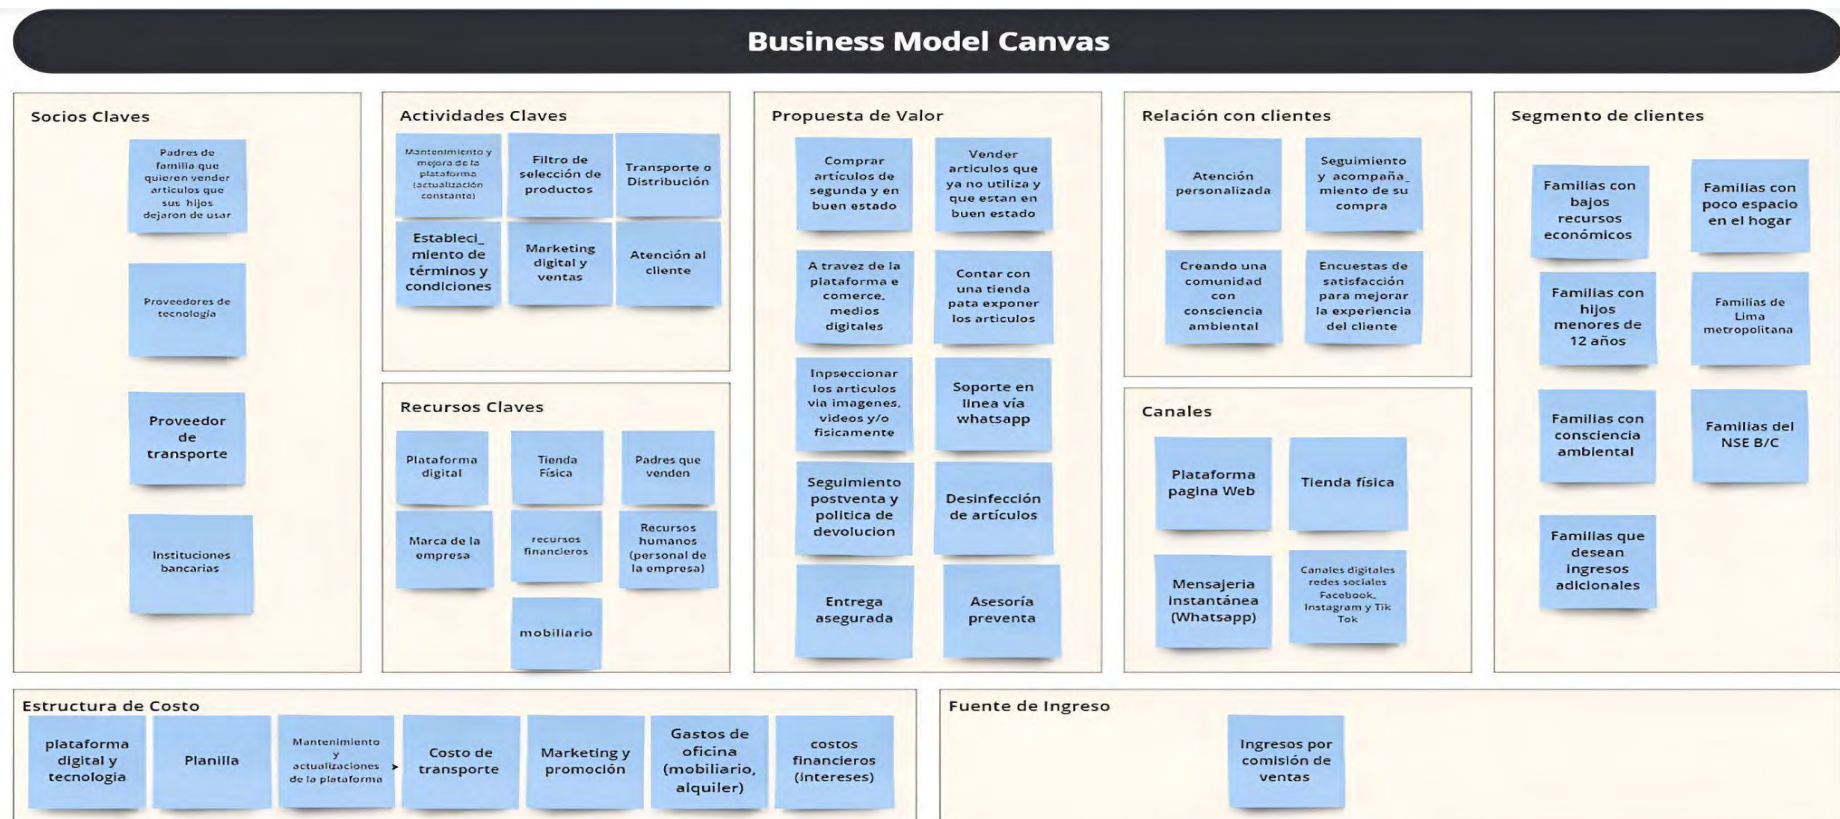 Business Model Canvas
Socios Claves
Padres de
familia que
quieren vender
articulos que
sus hijos
dejaron de usar
Proveedores de
tecnología
Proveedor
de
transporte
Instituciones
bancarias
Actividades Claves
Mantenimiento y
mejora de la
plataforma
(actualización
constante)
Filtro de
selección de
productos
Transporte o
Distribución
Estableci_
miento de
términos y
condiciones
Marketing
digital y
ventas
Atención al
cliente
Recursos Claves
Plataforma
digital
Tienda
Física
Padres que
venden
Marca de la
empresa
recursos
financieros
Recursos
humanos
(personal de
la empresa)
mobiliario
Propuesta de Valor
Comprar
artículos de
segunda y en
buen estado
Vender
articulos que
ya no utiliza y
que estan en
buen estado
A travez de la
plataforma e
comerce,
medios
digitales
Contar con
una tienda
pata exponer
los articulos
Inpseccionar
los articulos
via imagenes,
videos y/o
fisicamente
Soporte en
linea vía
whatsapp
Seguimiento
postventa y
politica de
devolucion
Desinfección
de artículos
Entrega
asegurada
Asesoría
preventa
Relación con clientes
Atención
personalizada
Seguimiento
y acompaña_
miento de su
compra
Creando una
comunidad
con
consciencia
ambiental
Encuestas de
satisfacción
para mejorar
la experiencia
del cliente
Canales
Plataforma
pagina Web
Tienda física
Mensajeria
instantánea
(Whatsapp)
Canales digitales
redes sociales
Facebook,
Instagram y Tik
Tok
Segmento de clientes
Familias con
bajos
recursos
económicos
Familias con
poco espacio
en el hogar
Familias con
hijos
menores de
12 años
Familias de
Lima
metropolitana
Familias con
consciencia
ambiental
Familias del
NSE B/C
Familias que
desean
ingresos
adicionales
Estructura de Costo
plataforma
digital y
tecnologia
Planilla
Mantenimiento
y
actualizaciones
de la plataforma
Costo de
transporte
Marketing y
promoción
Gastos de
oficina
(mobiliario,
alquiler)
costos
financieros
(intereses)
Fuente de Ingreso
Ingresos por
comisión de
ventas